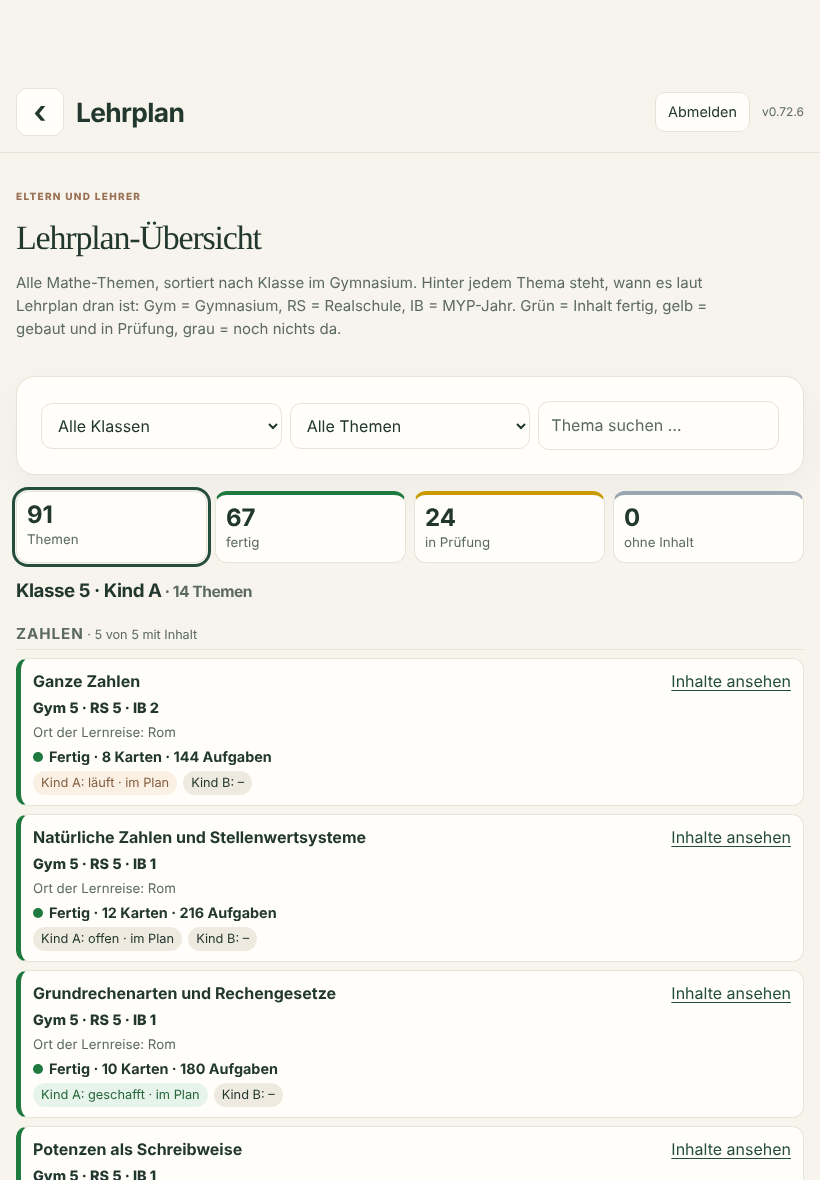 Lehrplan
Abmelden
v0.72.6
ELTERN UND LEHRER
Lehrplan-Übersicht
Alle Mathe-Themen, sortiert nach Klasse im Gymnasium. Hinter jedem Thema steht, wann es laut
Lehrplan dran ist: Gym = Gymnasium, RS = Realschule, IB = MYP-Jahr. Grün = Inhalt fertig, gelb =
gebaut und in Prüfung, grau = noch nichts da.
Alle Klassen
Alle Themen
Thema suchen ...
91
Themen
67
fertig
24
in Prüfung
0
ohne Inhalt
Klasse 5 · Kind A · 14 Themen
ZAHLEN · 5 von 5 mit Inhalt
Ganze Zahlen
Inhalte ansehen
Gym 5 · RS 5 · IB 2
Ort der Lernreise: Rom
Fertig · 8 Karten · 144 Aufgaben
Kind A: läuft · im Plan
Kind B: –
Natürliche Zahlen und Stellenwertsysteme
Inhalte ansehen
Gym 5 · RS 5 · IB 1
Ort der Lernreise: Rom
Fertig · 12 Karten · 216 Aufgaben
Kind A: offen · im Plan
Kind B: –
Grundrechenarten und Rechengesetze
Inhalte ansehen
Gym 5 · RS 5 · IB 1
Ort der Lernreise: Rom
Fertig · 10 Karten · 180 Aufgaben
Kind A: geschafft · im Plan
Kind B: –
Potenzen als Schreibweise
Inhalte ansehen
Gym 5 · RS 5 · IB 1